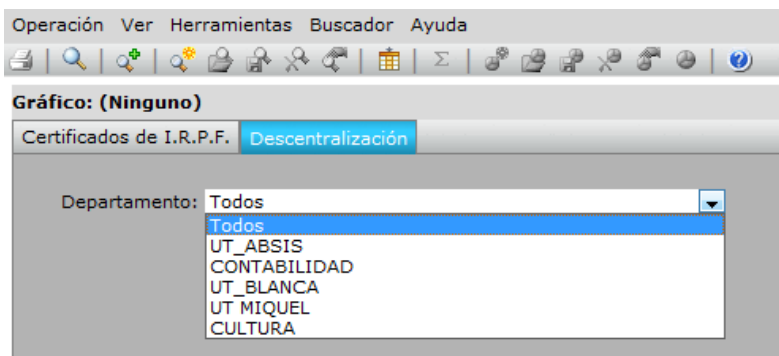 Operación Ver Herramientas Buscador Ayuda
Gráfico: (Ninguno)
Certificados de I.R.P.F. Descentralización
Departamento: Todos
Todos
UT_ABSIS
CONTABILIDAD
UT_BLANCA
UT MIQUEL
CULTURA